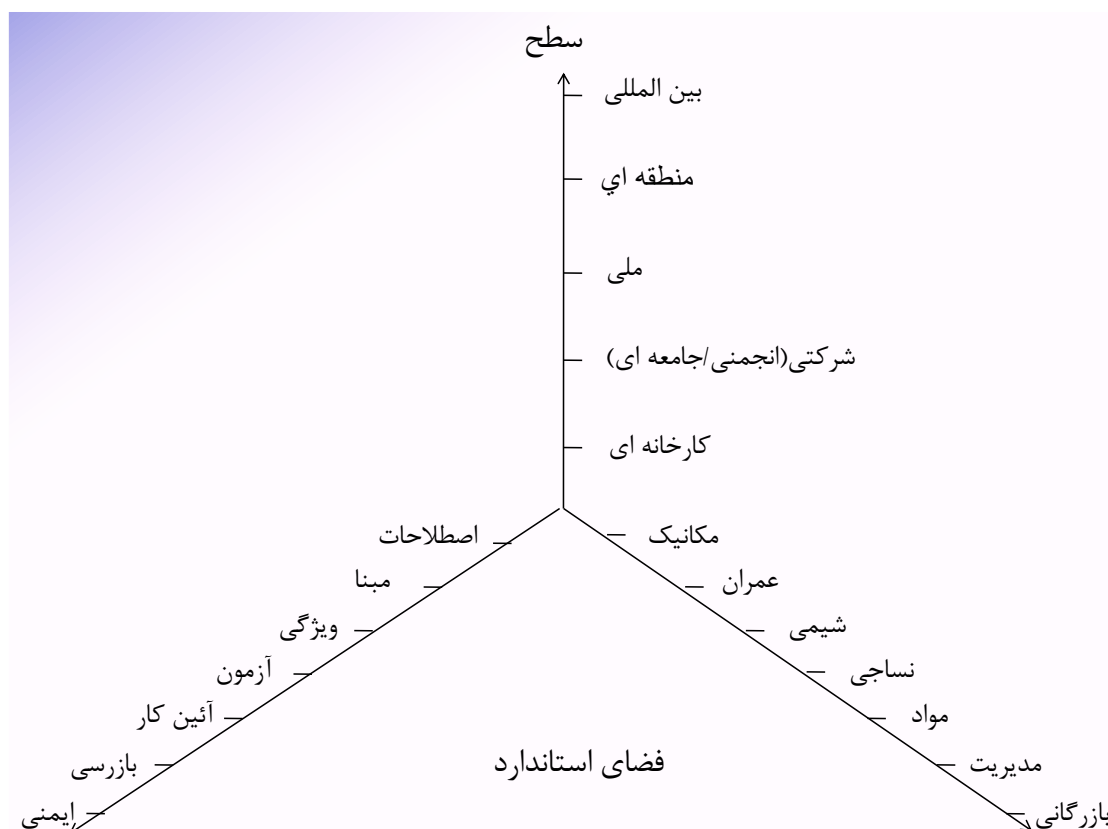 سطح
بین المللی
منطقه اي
ملی
شرکتی(انجمنی/جامعه ای)
کارخانه ای
مکانیک
عمران
شیمی
نساجی
مواد
مدیریت
بازرگانی
اصطلاحات
مبنا
ویژگی
آزمون
آئین کار
بازرسی
ایمنی
فضای استاندارد